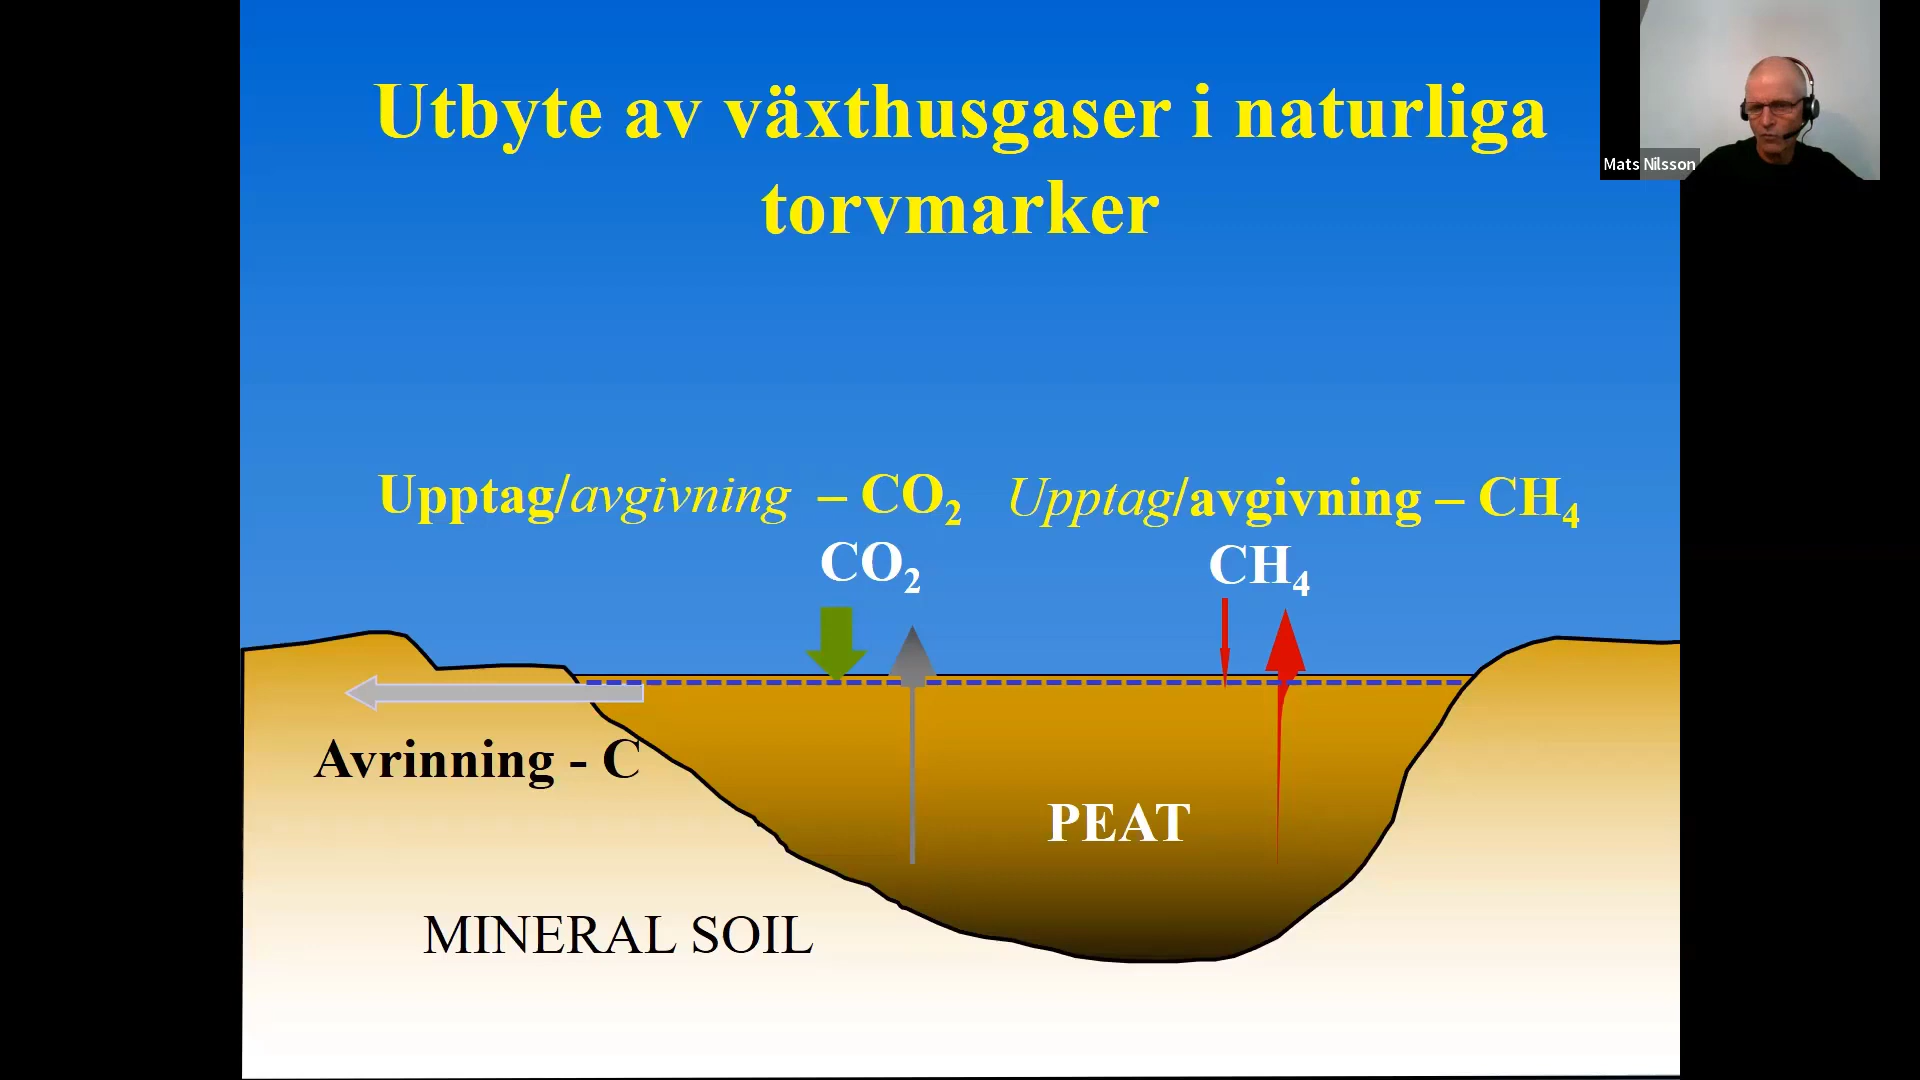 Utbyte av växthusgaser i naturliga
torvmarker
Mats Nilsson
Upptag/avgivning – CO₂ Upptag/avgivning – CH₄
CO₂ CH₄
Avrinning - C
PEAT
MINERAL SOIL